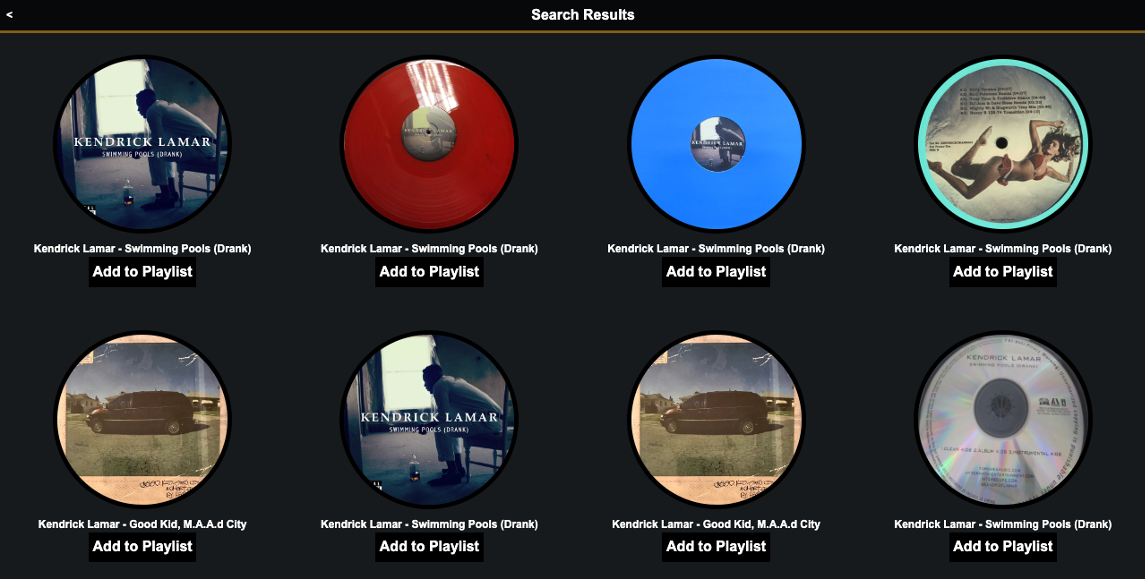 <
Search Results
KENDRICK LAMAR
SWIMMING POOLS (DRANK)
KENDRICK LAMAR
KENDRICK LAMAR
Kendrick Lamar - Swimming Pools (Drank)
Kendrick Lamar - Swimming Pools (Drank)
Kendrick Lamar - Swimming Pools (Drank)
Kendrick Lamar - Swimming Pools (Drank)
Add to Playlist
Add to Playlist
Add to Playlist
Add to Playlist
KENDRICK LAMAR
SWIMMING POOLS (DRANK)
KENDRICK LAMAR
SWIMMING POOLS (DRANK)
Kendrick Lamar - Good Kid, M.A.A.d City
Kendrick Lamar - Swimming Pools (Drank)
Kendrick Lamar - Good Kid, M.A.A.d City
Kendrick Lamar - Swimming Pools (Drank)
Add to Playlist
Add to Playlist
Add to Playlist
Add to Playlist